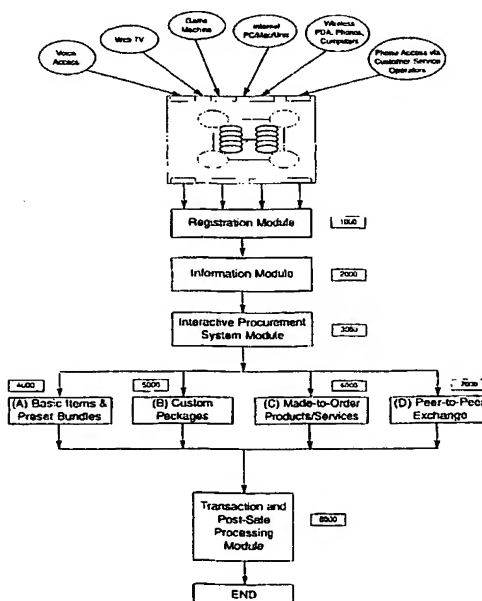 Voice
Access
Web TV
Game
Machine
Internet
PC/Mac/Unix
Wireless
PDA, Phones,
Computers
Phone Access via
Customer Service
Operators
Registration Module
1000
Information Module
2000
Interactive Procurement
System Module
3000
4000
(A) Basic Items &
Preset Bundles
5000
(B) Custom
Packages
6000
(C) Made-to-Order
Products/Services
7000
(D) Peer-to-Peer
Exchange
Transaction and
Post-Sale
Processing
Module
8000
END